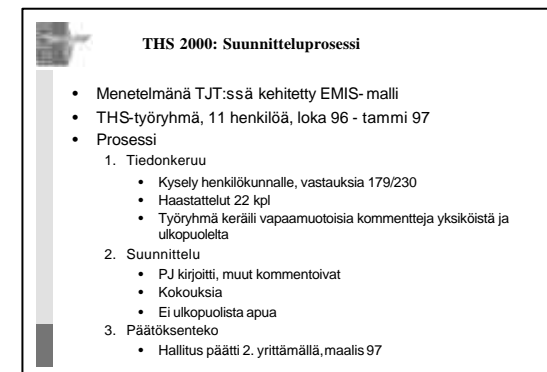 THS 2000: Suunnitteluprosessi
• Menetelmänä TJT:ssä kehitetty EMIS-malli
• THS-työryhmä, 11 henkilöä, loka 96 - tammi 97
• Prosessi
1. Tiedonkeruu
• Kysely henkilökunnalle, vastauksia 179/230
• Haastattelut 22 kpl
• Työryhmä keräili vapaamuotoisia kommentteja yksiköistä ja
ulkopuolelta
2. Suunnittelu
• PJ kirjoitti, muut kommentoivat
• Kokouksia
• Ei ulkopuolista apua
3. Päätöksenteko
• Hallitus päätti 2. yrittämällä, maalis 97